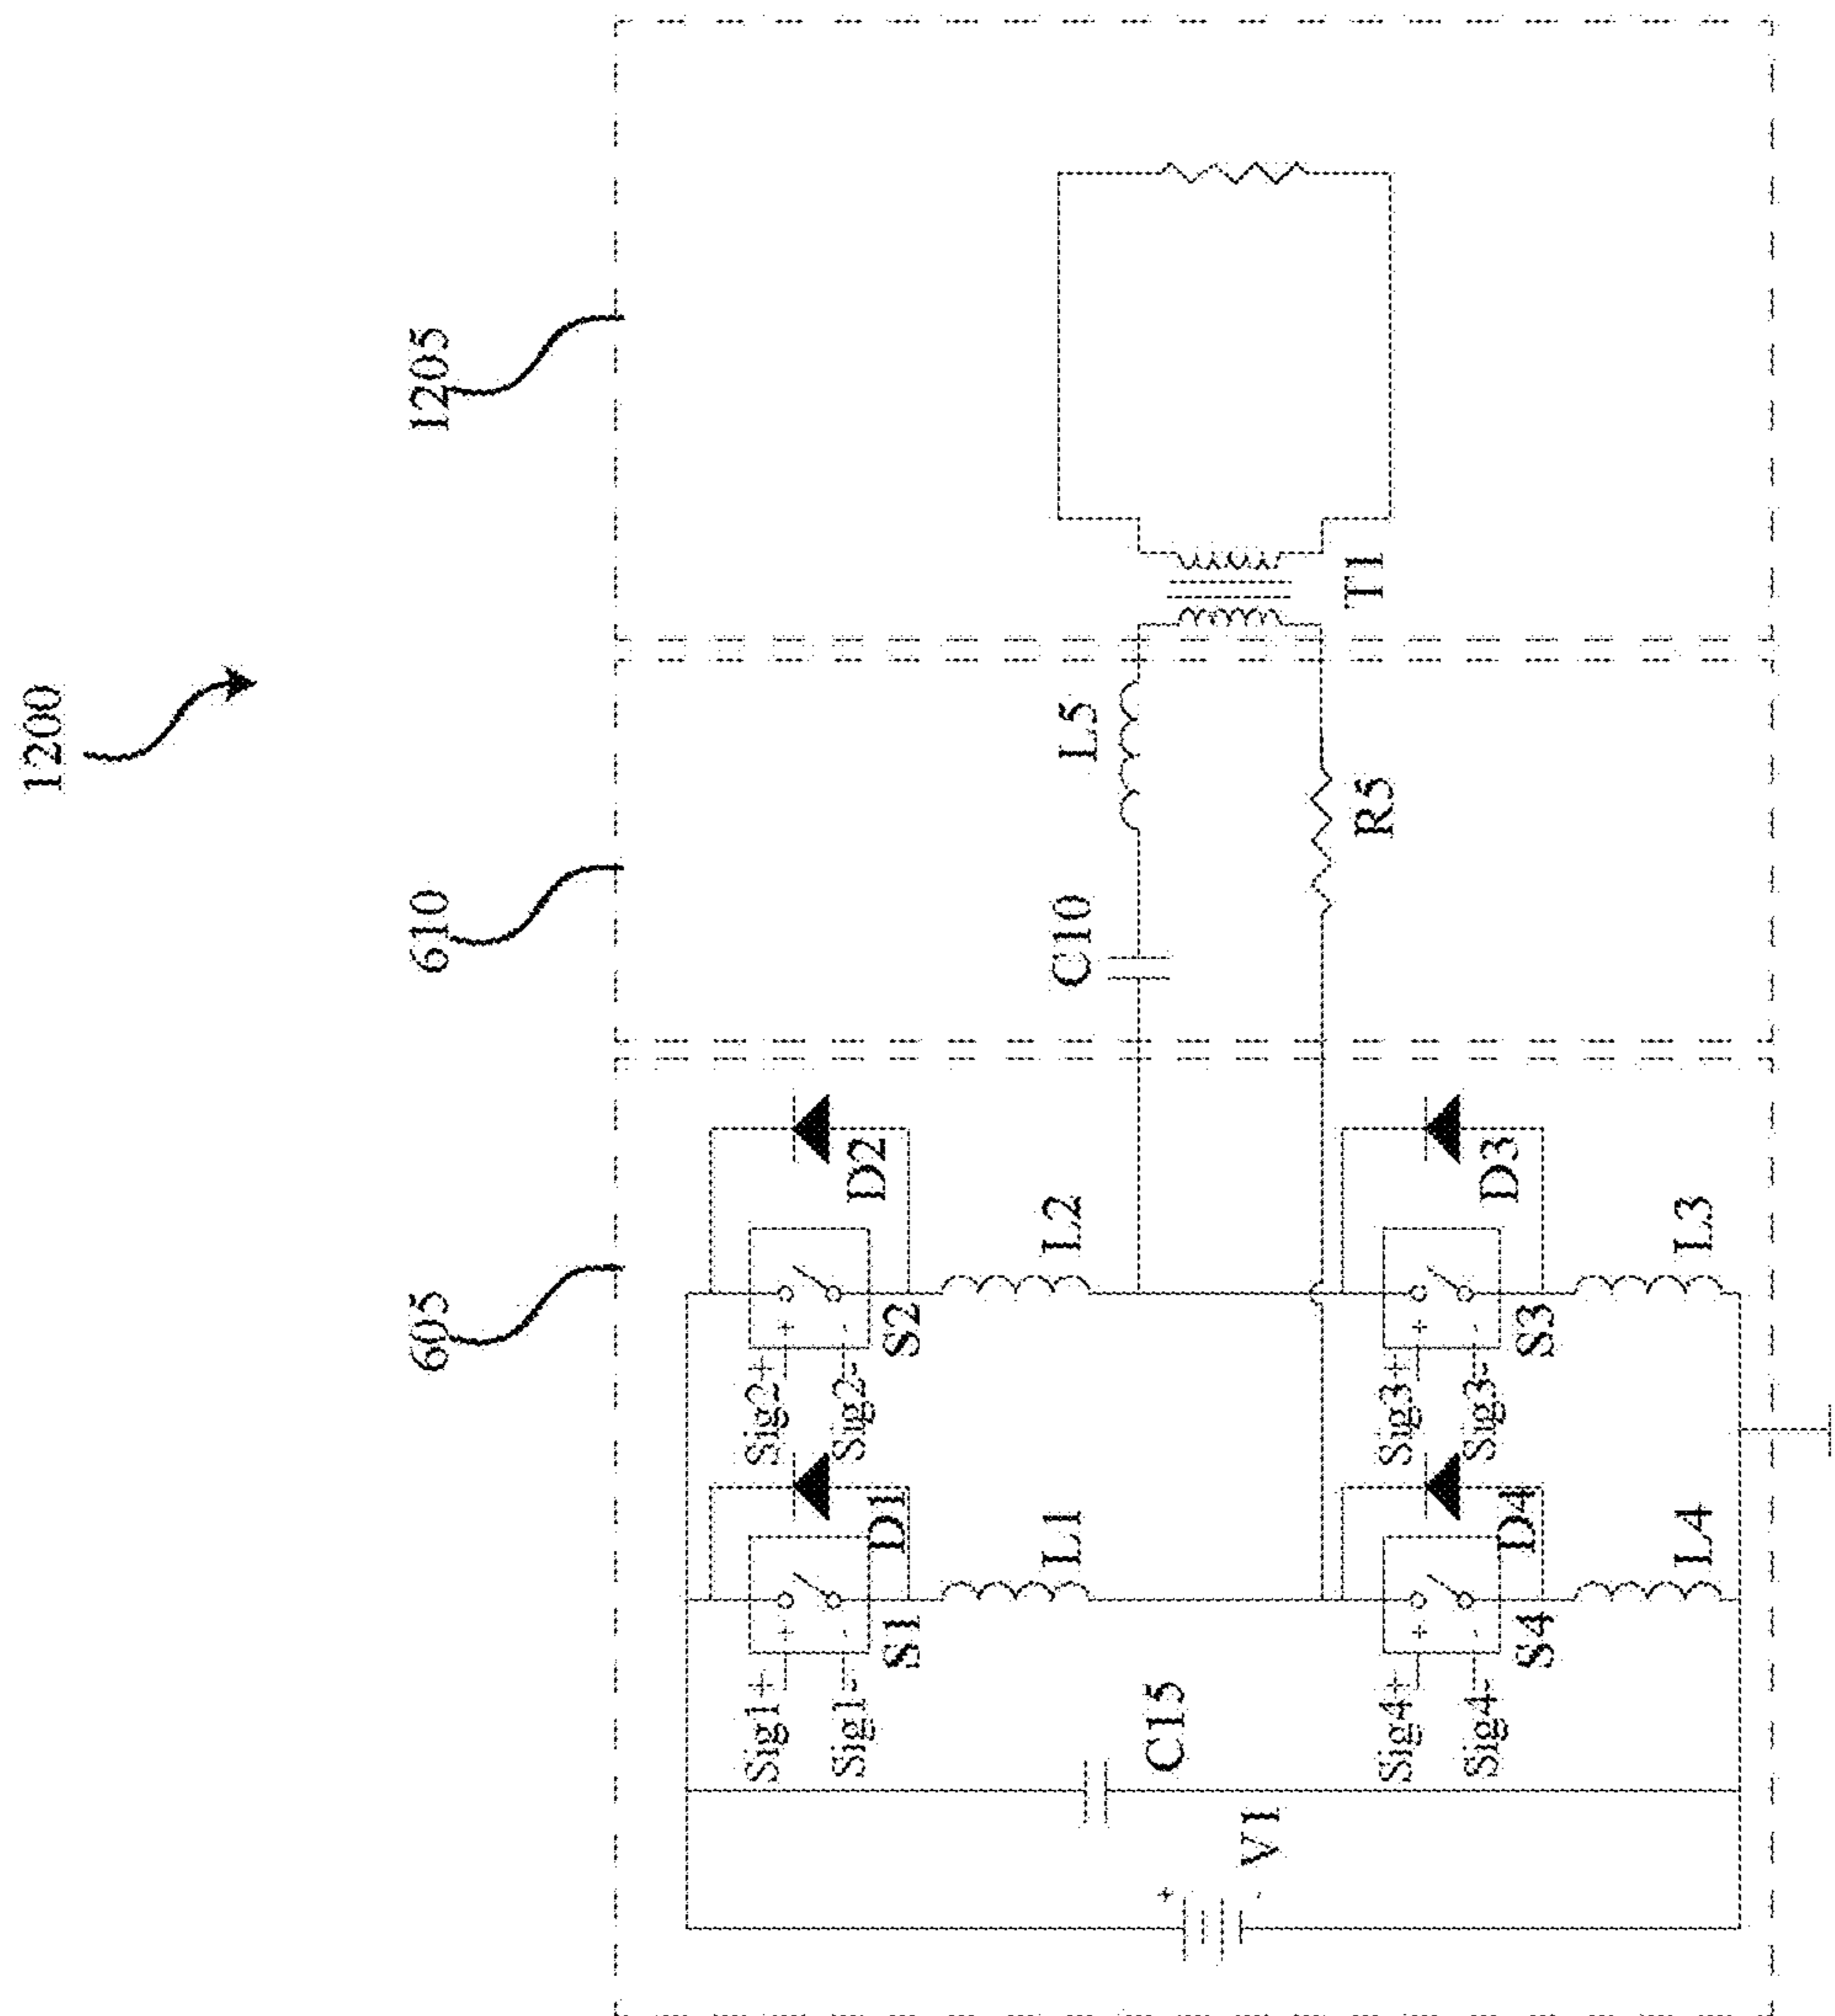 1200
605
610
1205
Sig1+
Sig1-
+
-
S1
D1
Sig2+
Sig2-
+
-
S2
D2
L1
L2
C10
L5
C15
V1
+
-
R5
T1
Sig4+
Sig4-
+
-
S4
D4
Sig3+
Sig3-
+
-
S3
D3
L4
L3